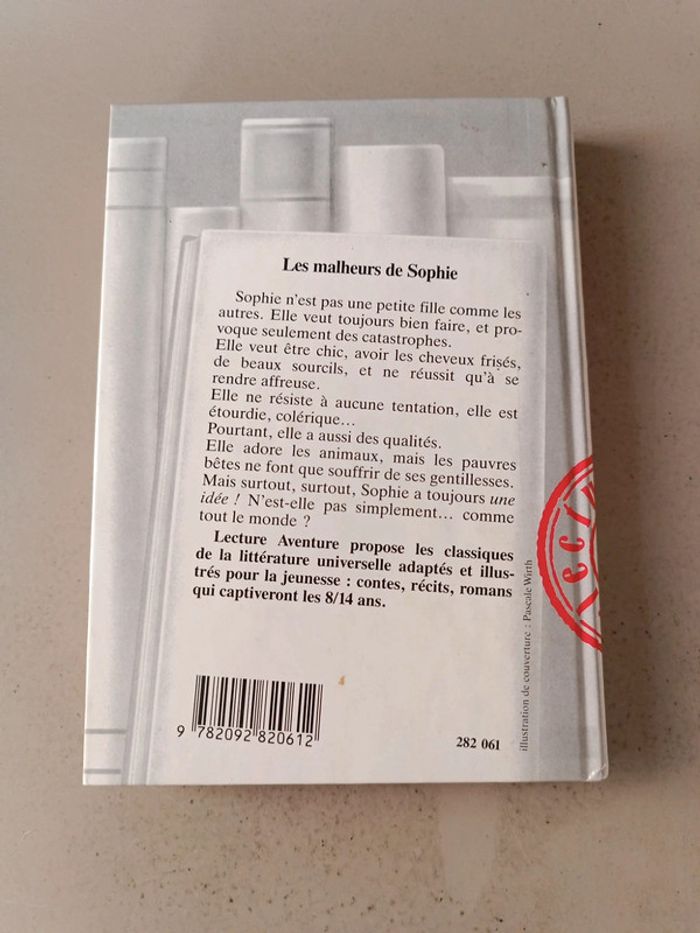 Les malheurs de Sophie
Sophie n'est pas une petite fille comme les
autres. Elle veut toujours bien faire, et pro-
voque seulement des catastrophes.
Elle veut être chic, avoir les cheveux frisés,
de beaux sourcils, et ne réussit qu'à se
rendre affreuse.
Elle ne résiste à aucune tentation, elle est
étourdie, colérique…
Pourtant, elle a aussi des qualités.
Elle adore les animaux, mais les pauvres
bêtes ne font que souffrir de ses gentillesses.
Mais surtout, surtout, Sophie a toujours une
idée ! N'est-elle pas simplement… comme
tout le monde ?
Lecture Aventure propose les classiques
de la littérature universelle adaptés et illus-
trés pour la jeunesse : contes, récits, romans
qui captiveront les 8/14 ans.
9 782092 820612
282 061
illustration de couverture : Pascale Wirth